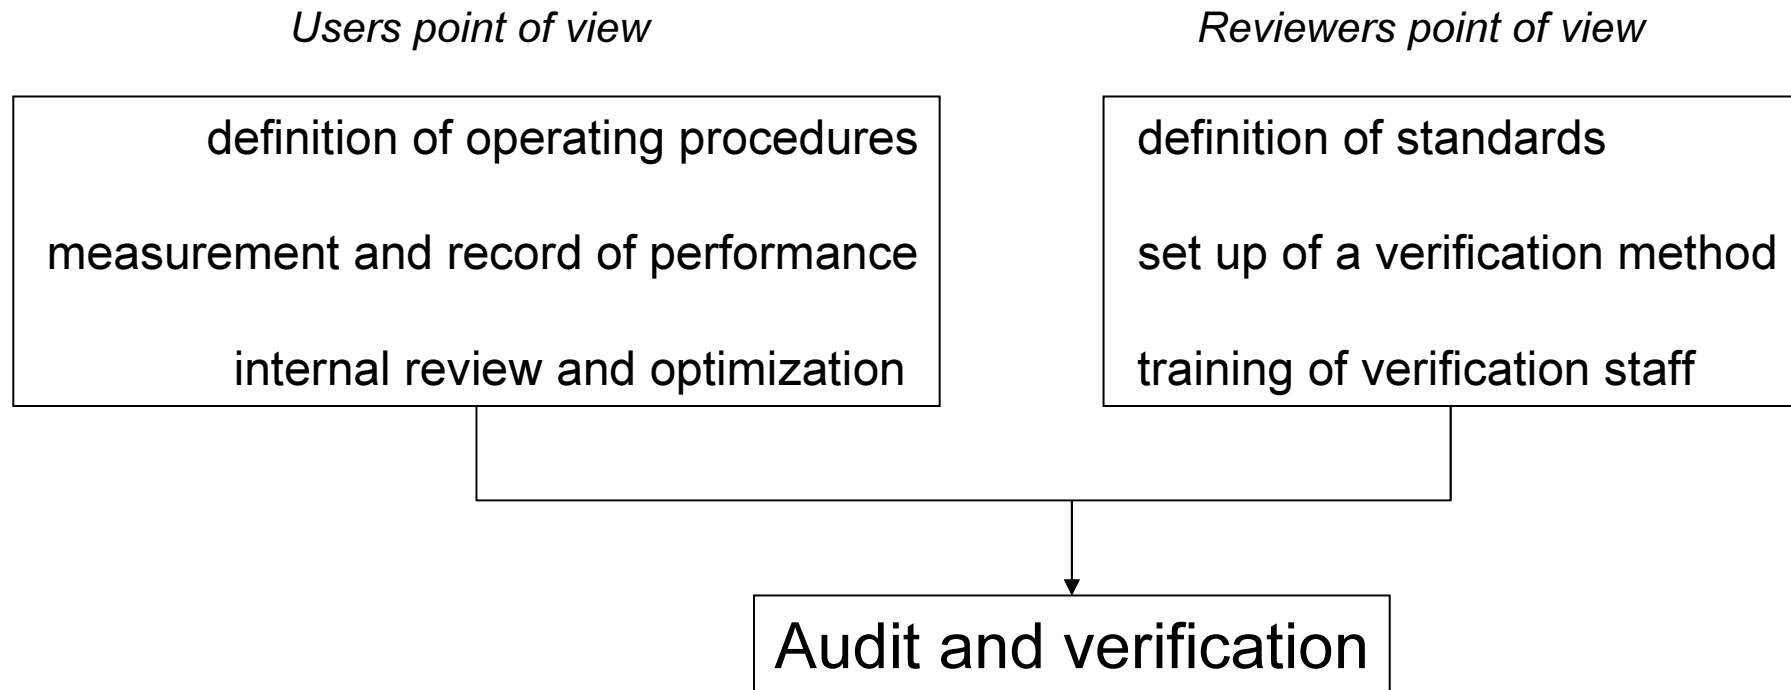 Users point of view
Reviewers point of view
definition of operating procedures
measurement and record of performance
internal review and optimization
definition of standards
set up of a verification method
training of verification staff
Audit and verification